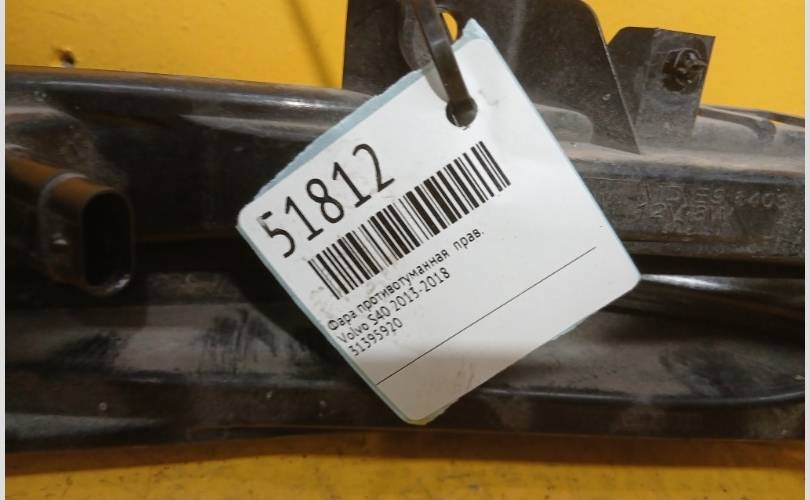 51812
Фара противотуманная прав.
Volvo S40 2013-2018
31395920